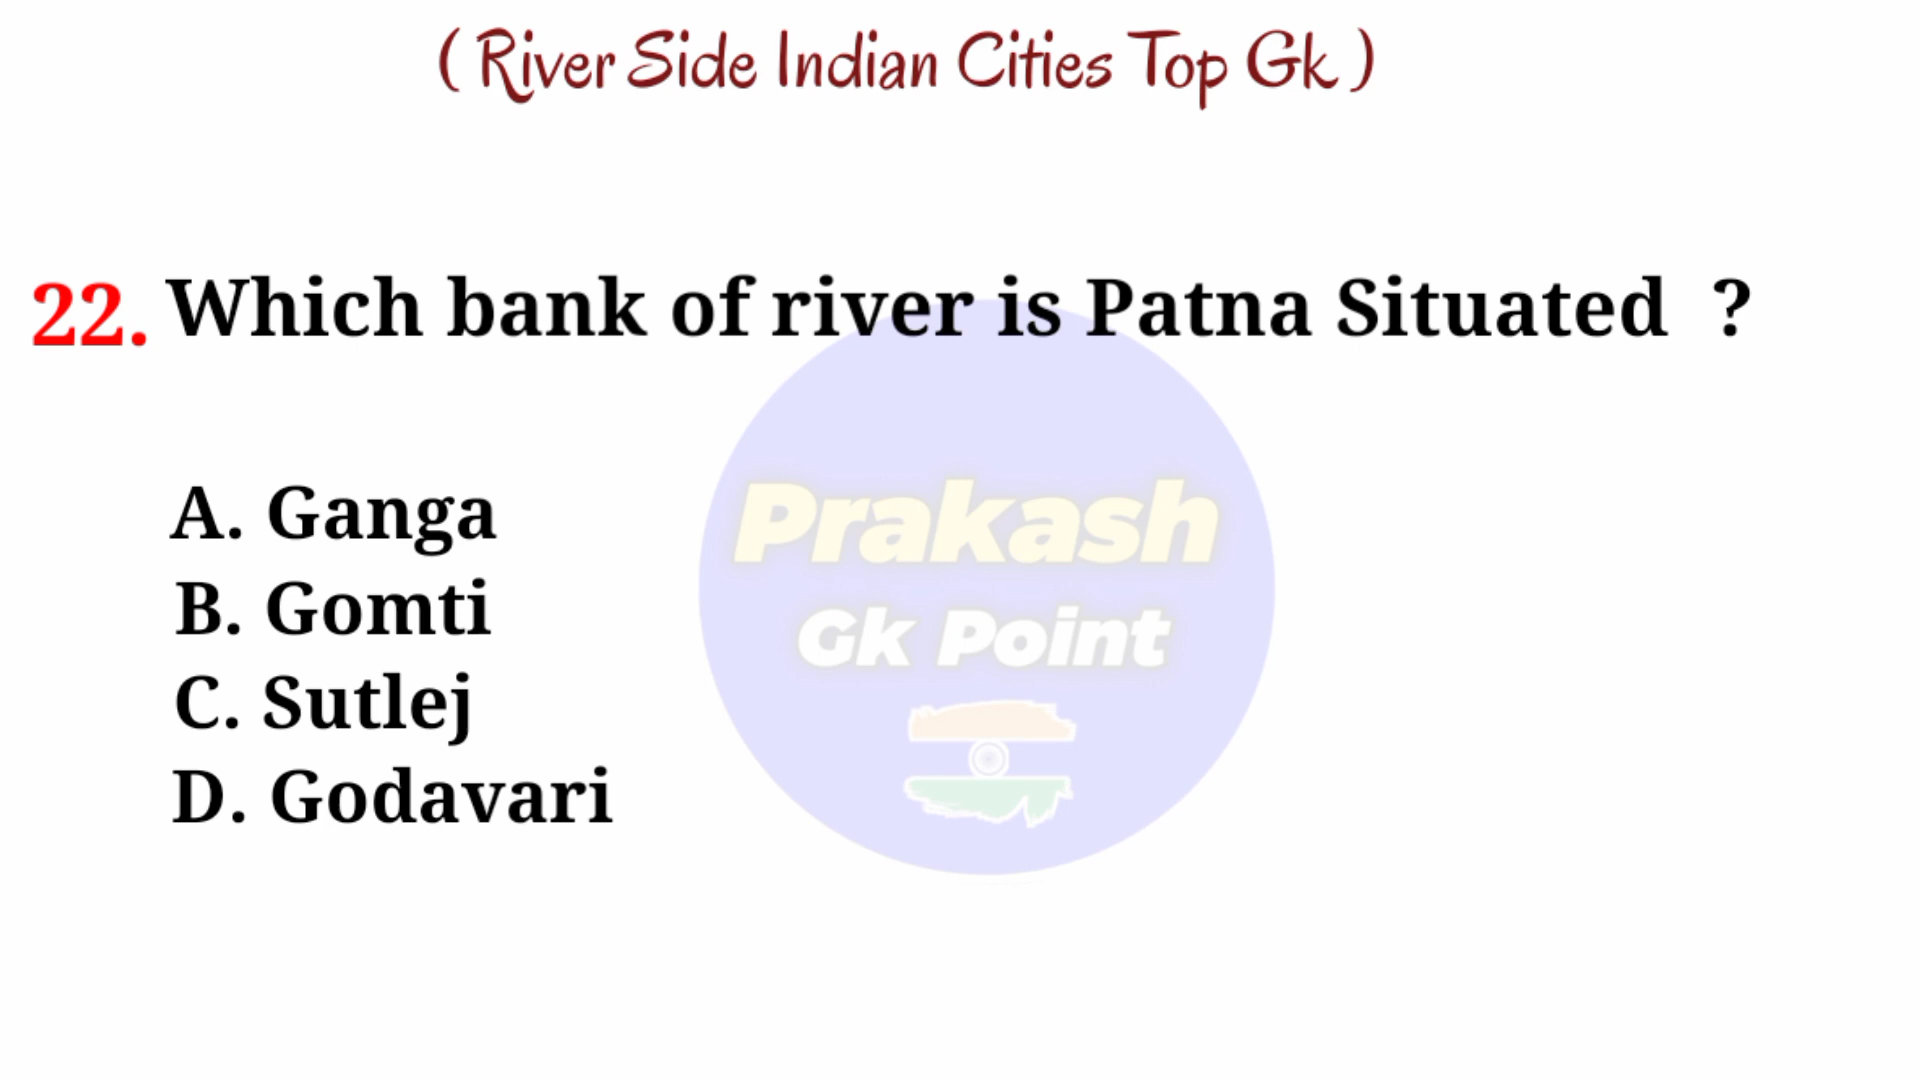 ( River Side Indian Cities Top Gk )
22. Which bank of river is Patna Situated ?
A. Ganga
B. Gomti
C. Sutlej
D. Godavari
Prakash
Gk Point